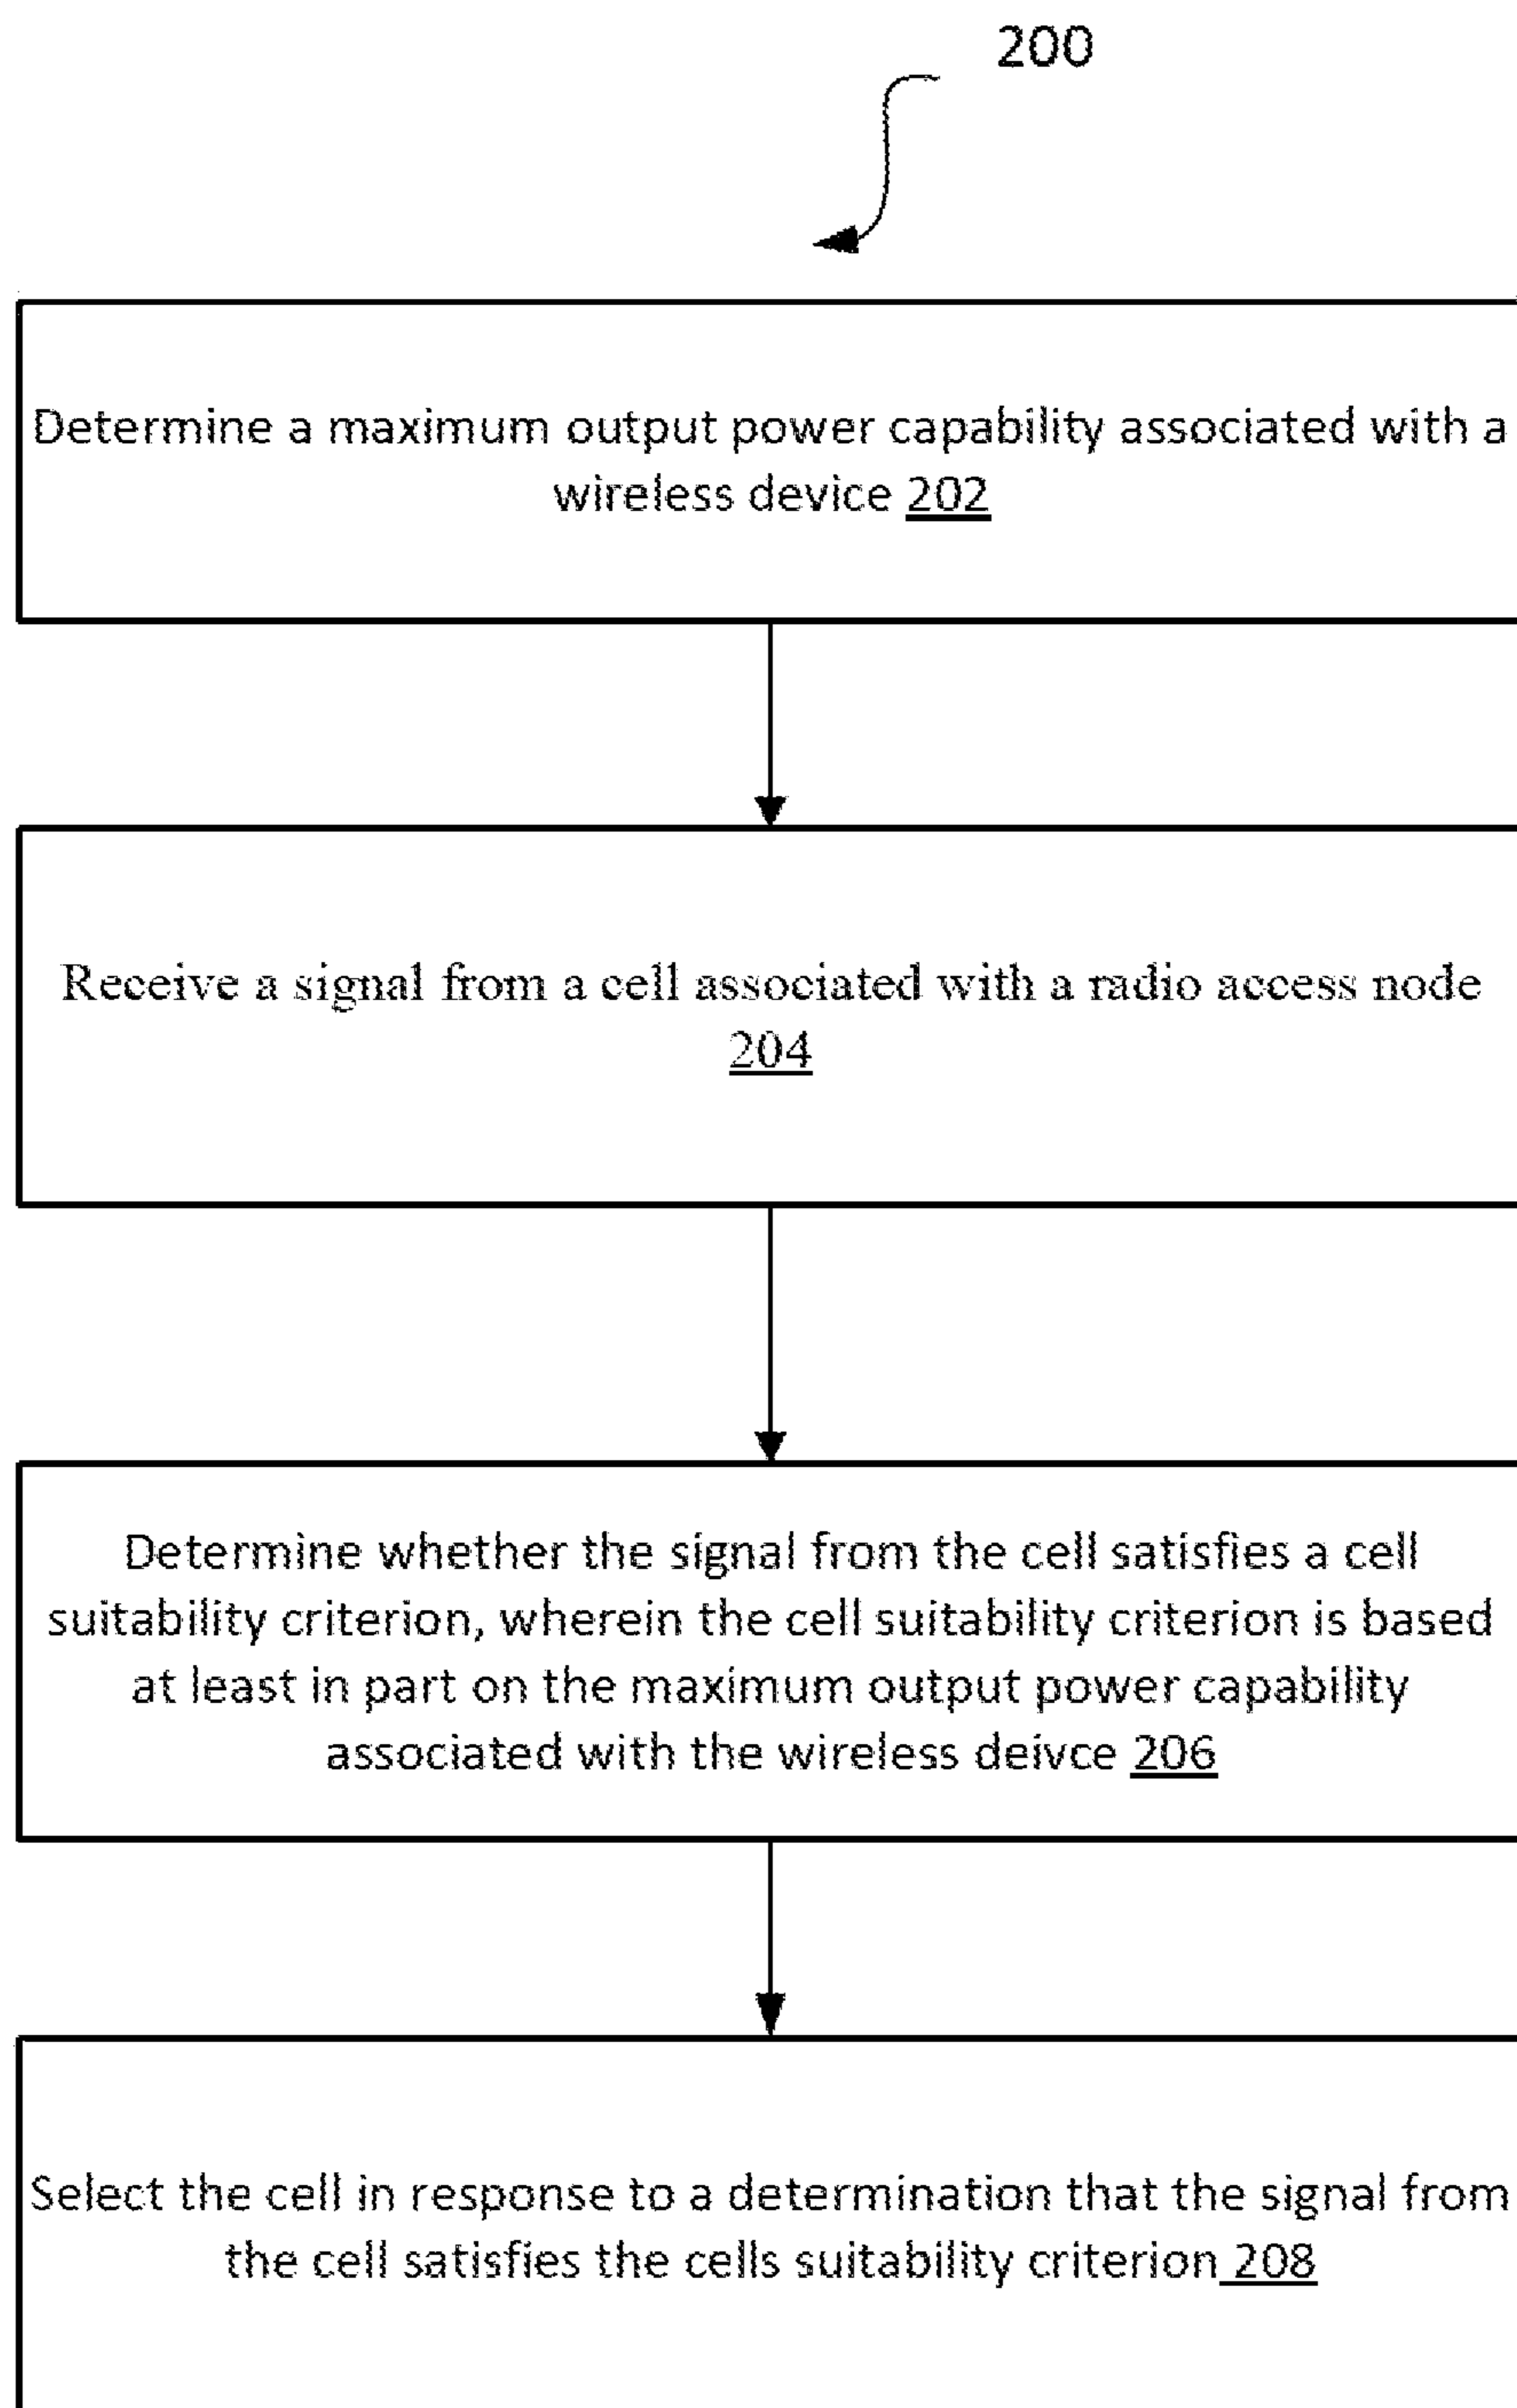 200
Determine a maximum output power capability associated with a
wireless device 202
Receive a signal from a cell associated with a radio access node
204
Determine whether the signal from the cell satisfies a cell
suitability criterion, wherein the cell suitability criterion is based
at least in part on the maximum output power capability
associated with the wireless deivce 206
Select the cell in response to a determination that the signal from
the cell satisfies the cells suitability criterion 208